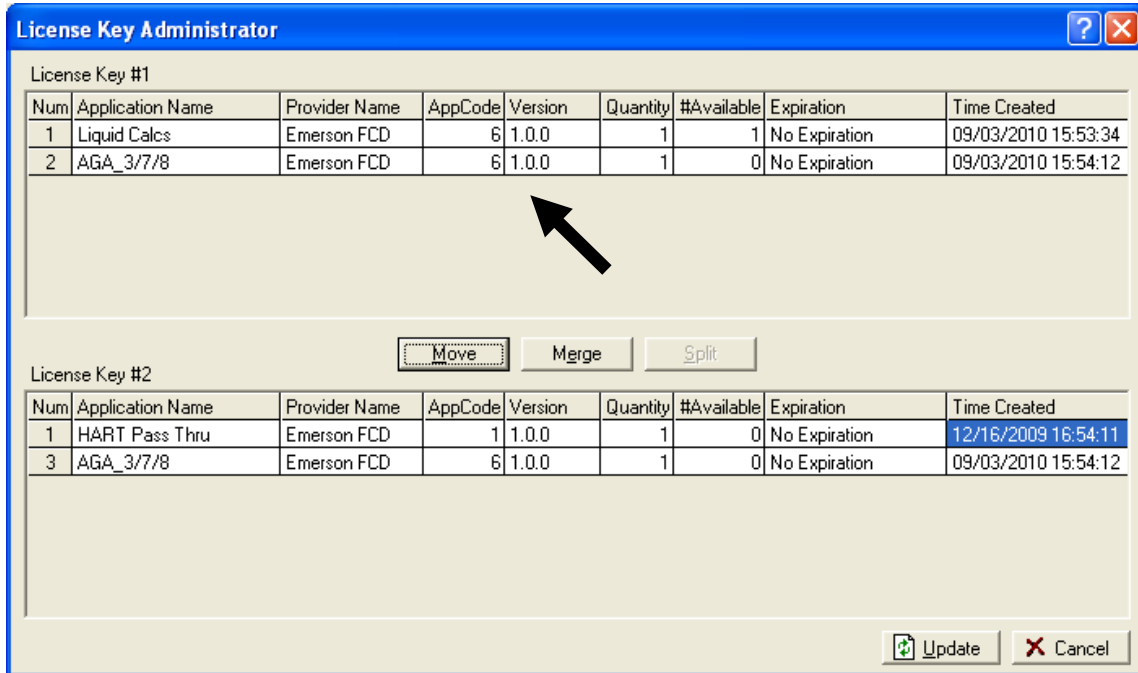 License Key Administrator
License Key #1
Num Application Name Provider Name AppCode Version Quantity #Available Expiration Time Created
1 Liquid Calcs Emerson FCD 6 1.0.0 1 1 No Expiration 09/03/2010 15:53:34
2 AGA_3/7/8 Emerson FCD 6 1.0.0 1 0 No Expiration 09/03/2010 15:54:12
Move Merge Split
License Key #2
Num Application Name Provider Name AppCode Version Quantity #Available Expiration Time Created
1 HART Pass Thru Emerson FCD 1 1.0.0 1 0 No Expiration 12/16/2009 16:54:11
3 AGA_3/7/8 Emerson FCD 6 1.0.0 1 0 No Expiration 09/03/2010 15:54:12
Update Cancel